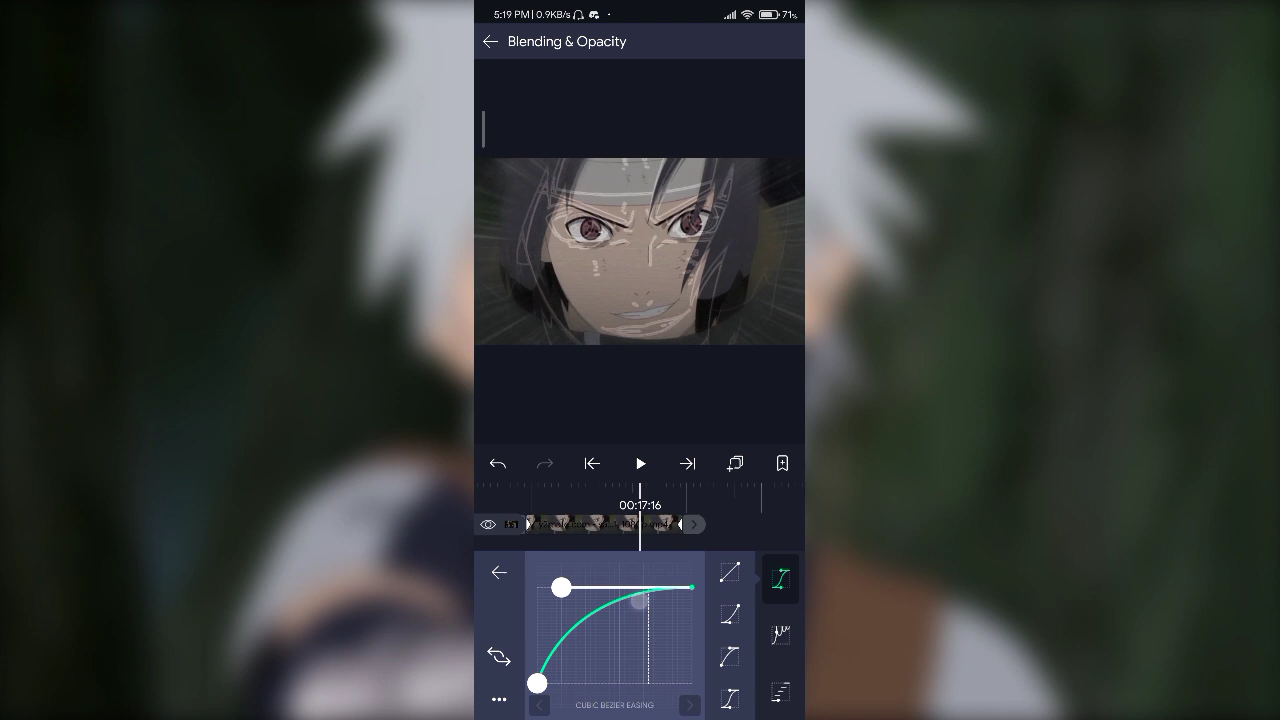 5:19 PM | 0.9KB/s
71%
Blending & Opacity
00:17:16
CUBIC BEZIER EASING